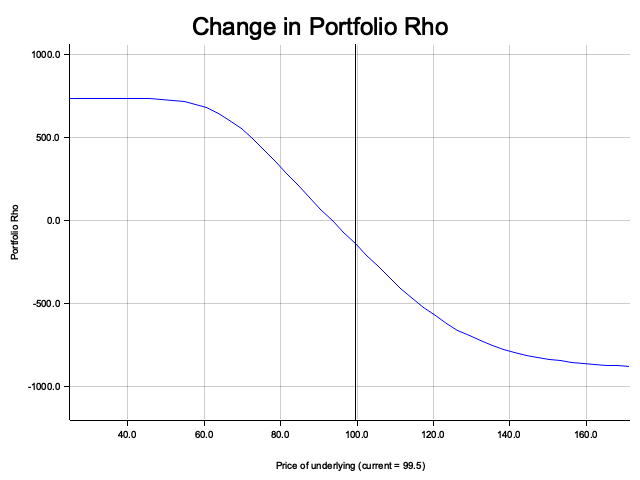 Change in Portfolio Rho
1000.0
500.0
0.0
-500.0
-1000.0
Portfolio Rho
40.0 60.0 80.0 100.0 120.0 140.0 160.0
Price of underlying (current = 99.5)